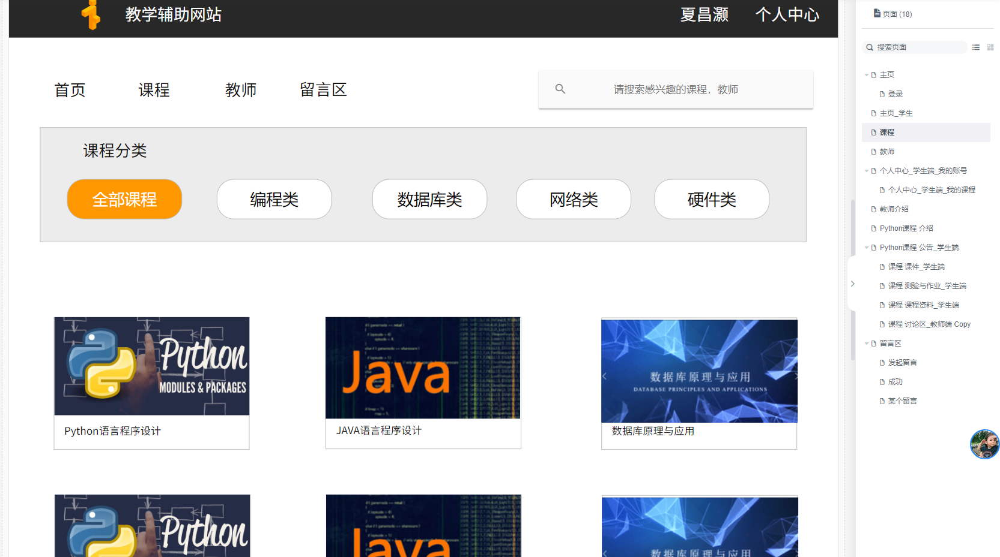 教学辅助网站
夏昌灏
个人中心
首页
课程
教师
留言区
请搜索感兴趣的课程，教师
课程分类
全部课程
编程类
数据库类
网络类
硬件类
Python
MODULES & PACKAGES
Python语言程序设计
Java
JAVA语言程序设计
数据库原理与应用
DATABASE PRINCIPLES AND APPLICATIONS
数据库原理与应用
Python
Java
数据库原理与应用
页面 (18)
搜索页面
主页
登录
主页_学生
课程
教师
个人中心_学生端_我的账号
个人中心_学生端_我的课程
教师介绍
Python课程 介绍
Python课程 公告_学生端
课程 课件_学生端
课程 测验与作业_学生端
课程 课程资料_学生端
课程 讨论区_教师端 Copy
留言区
发起留言
成功
某个留言